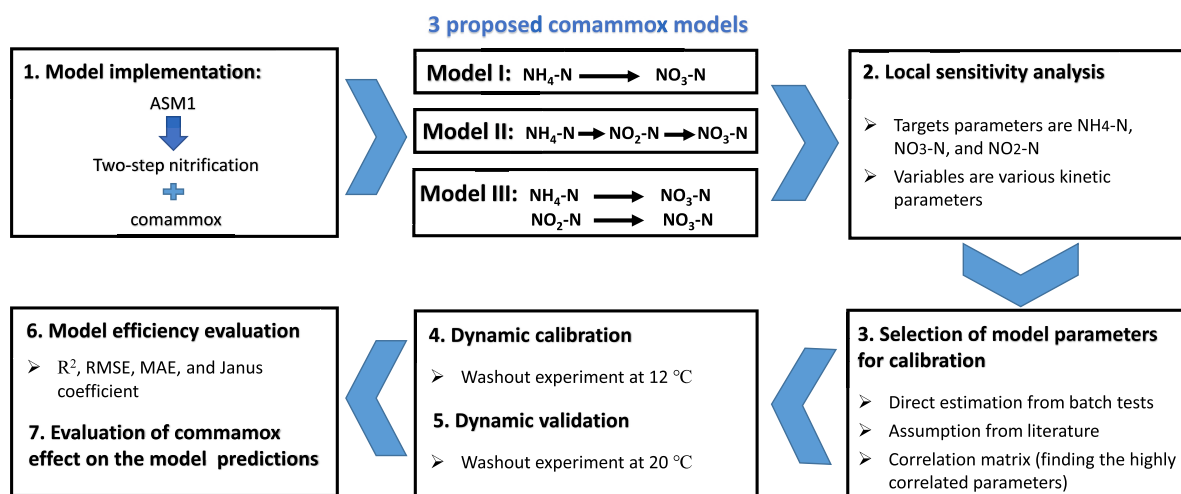 3 proposed comammox models
1. Model implementation:
ASM1
Two-step nitrification
comammox
Model I: NH₄-N NO₃-N
Model II: NH₄-N NO₂-N NO₃-N
Model III: NH₄-N NO₃-N
NO₂-N NO₃-N
2. Local sensitivity analysis
➢ Targets parameters are NH4-N,
NO3-N, and NO2-N
➢ Variables are various kinetic
parameters
3. Selection of model parameters
for calibration
➢ Direct estimation from batch tests
➢ Assumption from literature
➢ Correlation matrix (finding the highly
correlated parameters)
4. Dynamic calibration
➢ Washout experiment at 12 ℃
5. Dynamic validation
➢ Washout experiment at 20 ℃
6. Model efficiency evaluation
➢ R², RMSE, MAE, and Janus
coefficient
7. Evaluation of commamox
effect on the model predictions